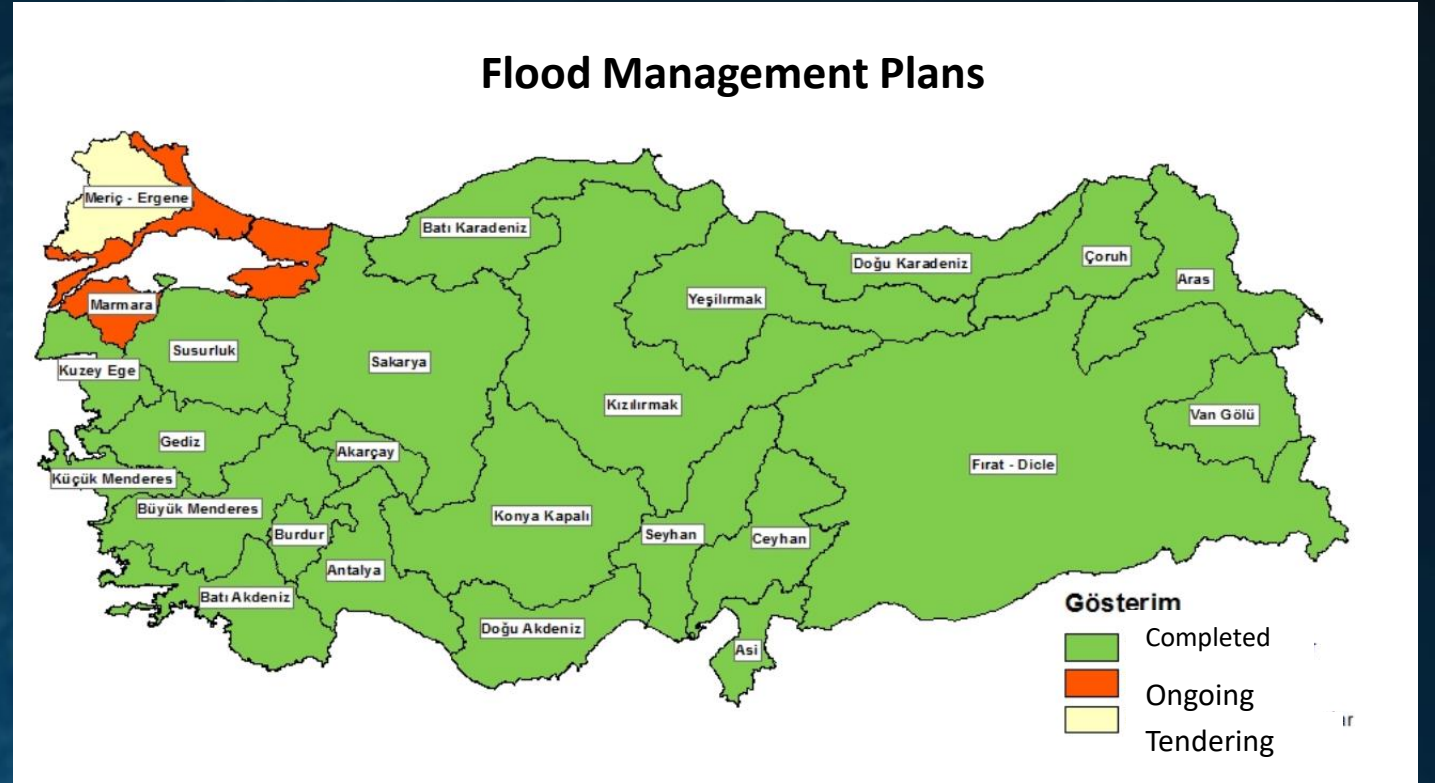 Flood Management Plans
Meriç - Ergene
Batı Karadeniz
Doğu Karadeniz
Çoruh
Aras
Marmara
Yeşilırmak
Susurluk
Sakarya
Kuzey Ege
Kızılırmak
Van Gölü
Gediz
Akarçay
Fırat - Dicle
Küçük Menderes
Büyük Menderes
Konya Kapalı
Burdur
Seyhan
Ceyhan
Antalya
Batı Akdeniz
Doğu Akdeniz
Asi
Gösterim
Completed
Ongoing
Tendering